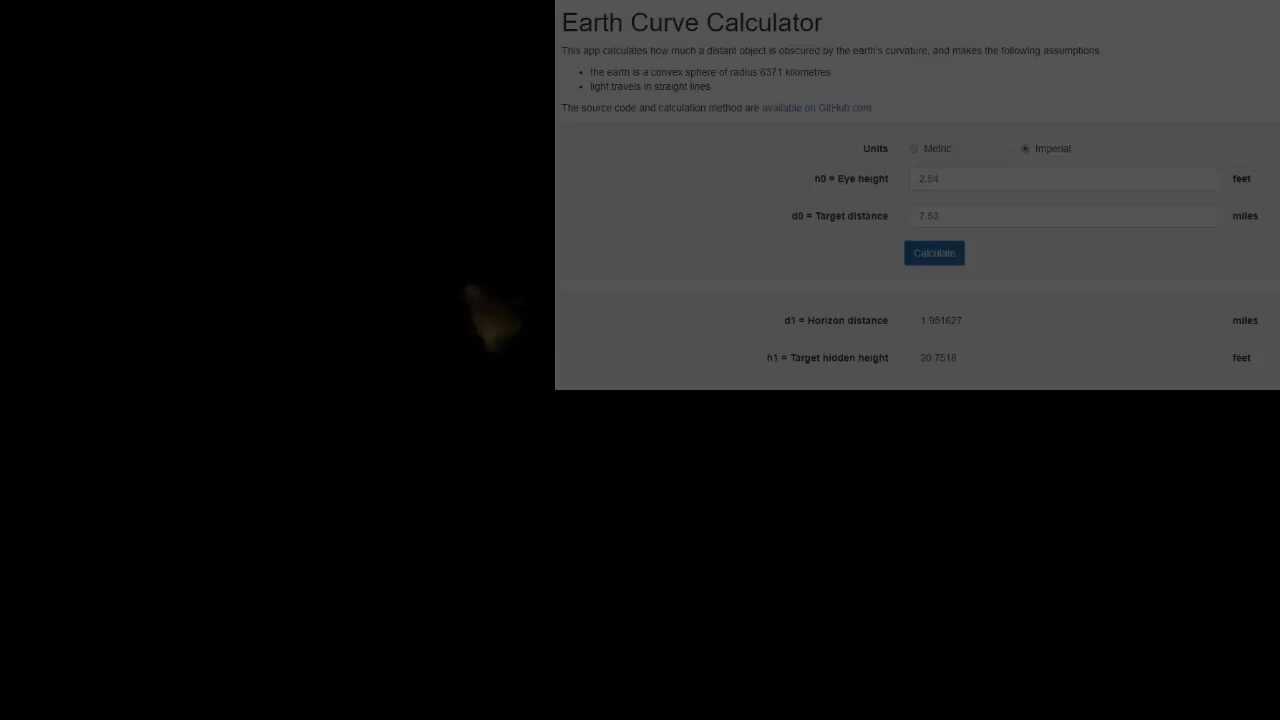 Earth Curve Calculator
This app calculates how much a distant object is obscured by the earth's curvature, and makes the following assumptions
• the earth is a convex sphere of radius 6371 kilometres
• light travels in straight lines
The source code and calculation method are available on GitHub.com
Units Metric Imperial
h0 = Eye height 2.54 feet
d0 = Target distance 7.53 miles
Calculate
d1 = Horizon distance 1.951627 miles
h1 = Target hidden height 20.7518 feet